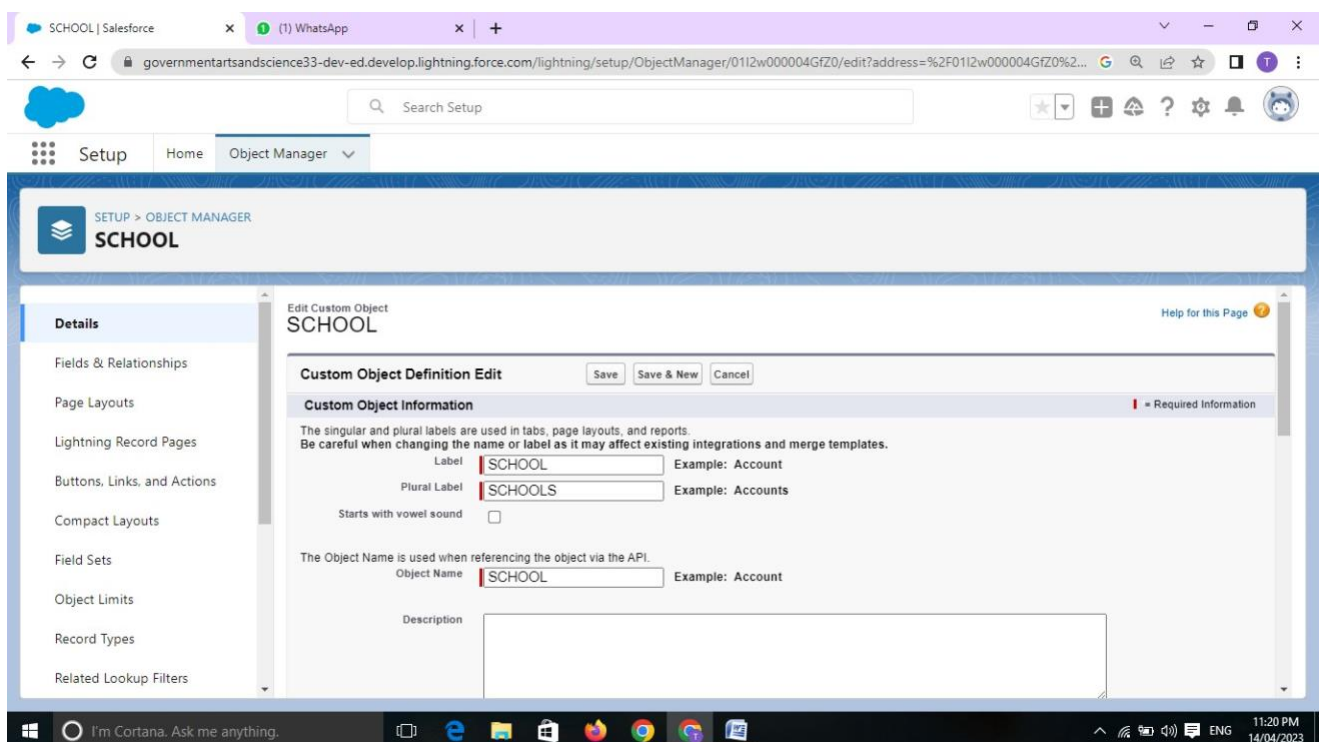 SCHOOL | Salesforce
(1) WhatsApp
governmentartsandscience33-dev-ed.develop.lightning.force.com/lightning/setup/ObjectManager/01I2w000004GfZ0/edit?address=%2F01I2w000004GfZ0%2...
Search Setup
Setup Home Object Manager
SETUP > OBJECT MANAGER
SCHOOL
Details
Fields & Relationships
Page Layouts
Lightning Record Pages
Buttons, Links, and Actions
Compact Layouts
Field Sets
Object Limits
Record Types
Related Lookup Filters
Edit Custom Object
SCHOOL
Help for this Page
Custom Object Definition Edit Save Save & New Cancel
Custom Object Information = Required Information
The singular and plural labels are used in tabs, page layouts, and reports.
Be careful when changing the name or label as it may affect existing integrations and merge templates.
Label SCHOOL Example: Account
Plural Label SCHOOLS Example: Accounts
Starts with vowel sound
The Object Name is used when referencing the object via the API.
Object Name SCHOOL Example: Account
Description
I'm Cortana. Ask me anything.
ENG
11:20 PM
14/04/2023